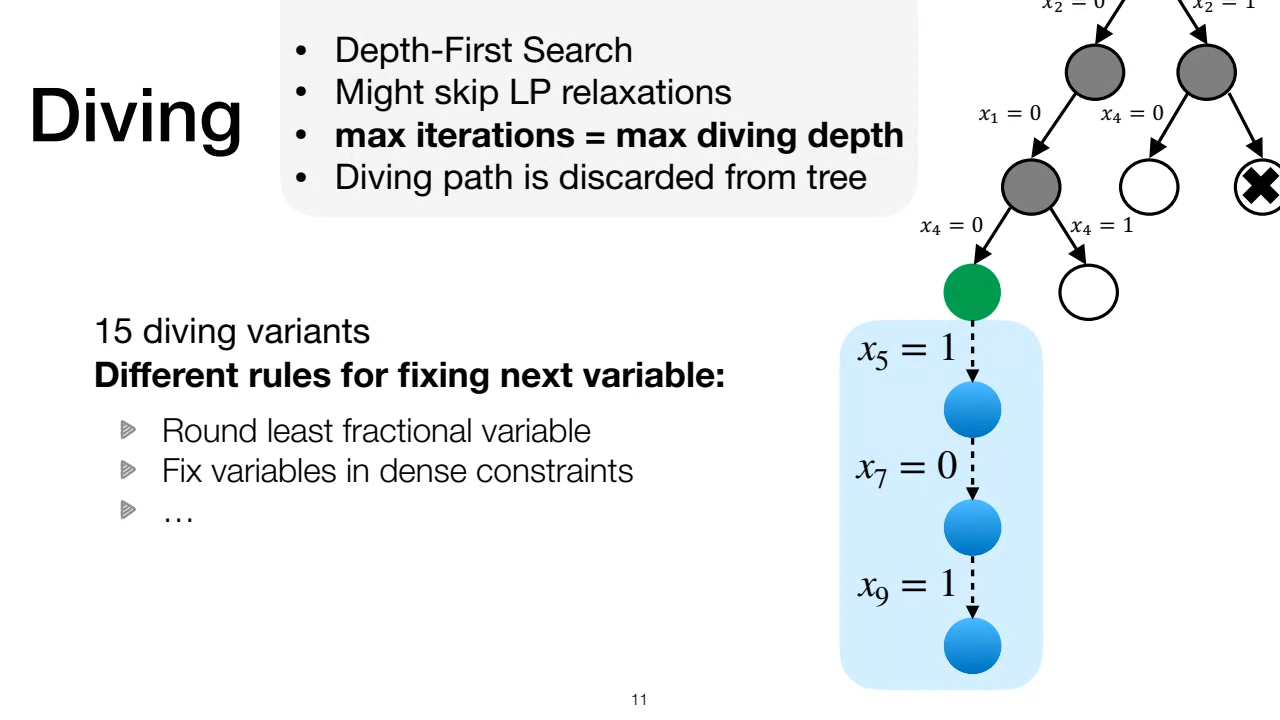 Diving
• Depth-First Search
• Might skip LP relaxations
• max iterations = max diving depth
• Diving path is discarded from tree
x₂ = 0
x₂ = 1
x₁ = 0
x₄ = 0
x₄ = 0
x₄ = 1
15 diving variants
Different rules for fixing next variable:
Round least fractional variable
Fix variables in dense constraints
…
x₅ = 1
x₇ = 0
x₉ = 1
11